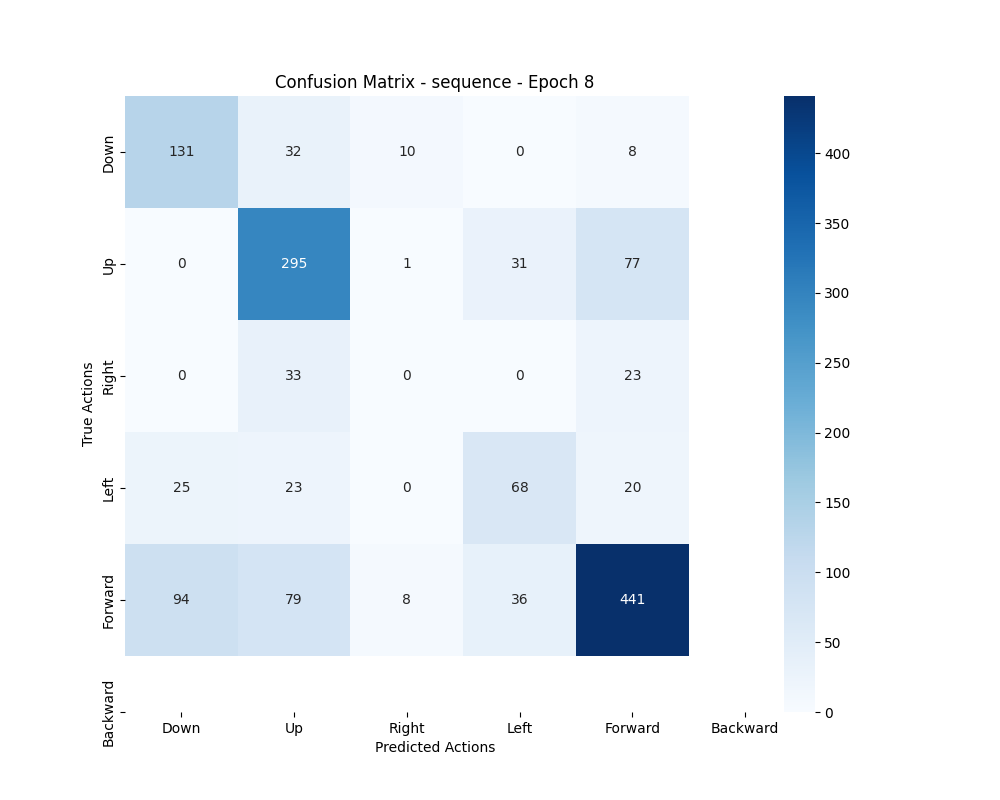 Confusion Matrix - sequence - Epoch 8
True Actions
Down
131 32 10 0 8
Up
0 295 1 31 77
Right
0 33 0 0 23
Left
25 23 0 68 20
Forward
94 79 8 36 441
Backward
Down Up Right Left Forward Backward
Predicted Actions
400
350
300
250
200
150
100
50
0